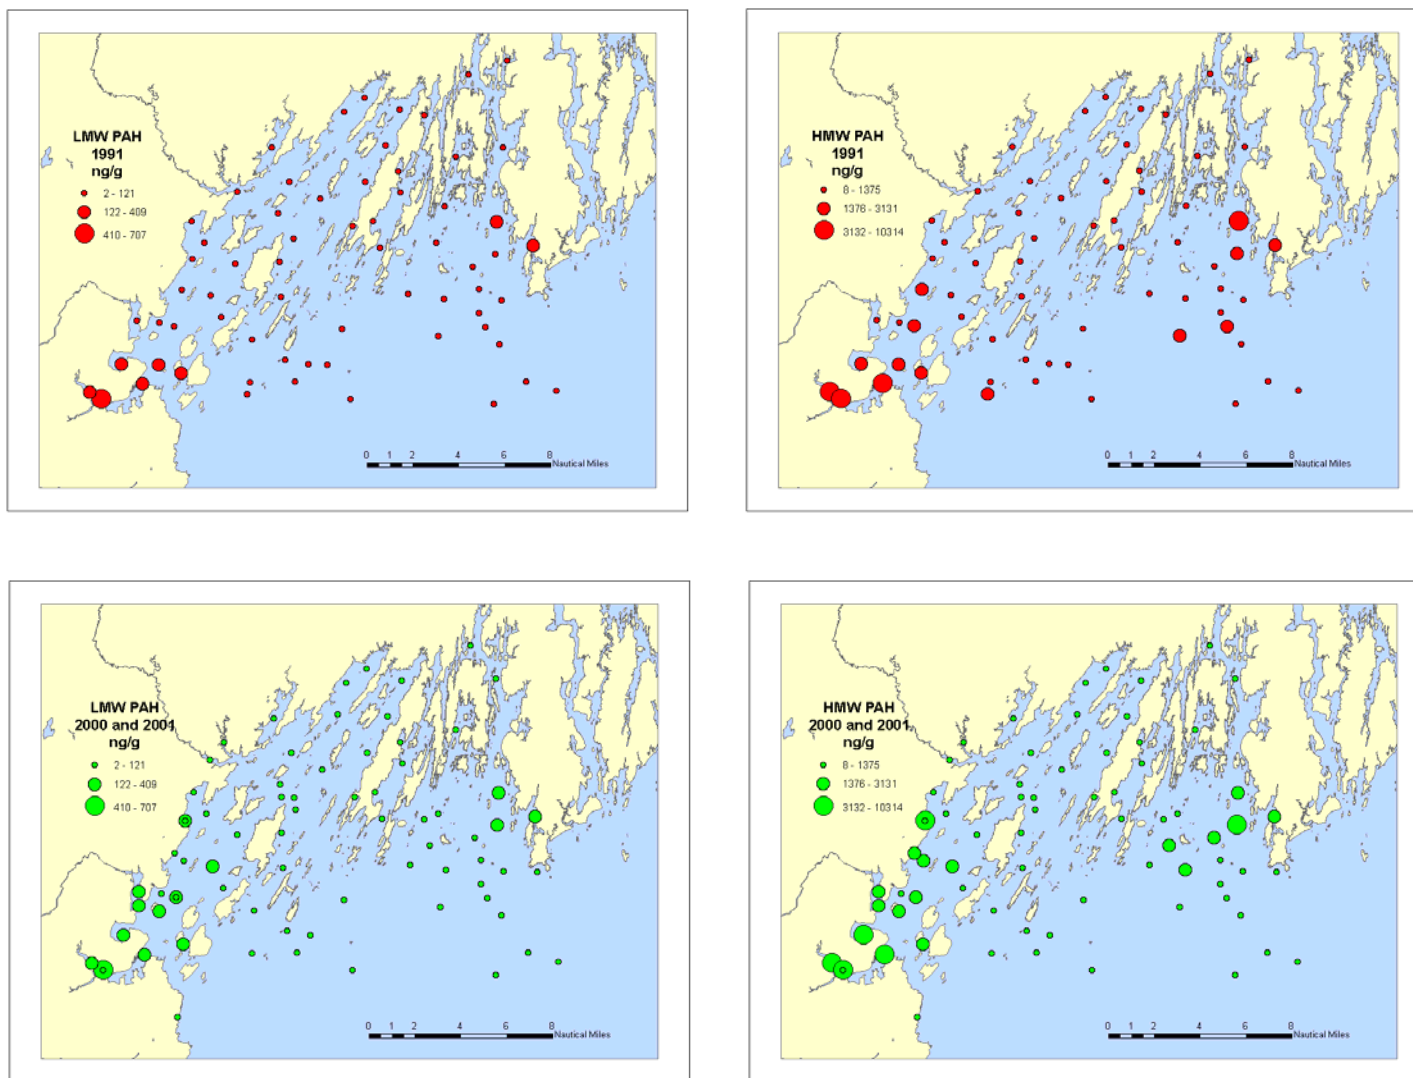 LMW PAH
1991
ng/g
2 - 121
122 - 409
410 - 707
0 1 2 4 6 8
Nautical Miles
HMW PAH
1991
ng/g
8 - 1375
1376 - 3131
3132 - 10314
0 1 2 4 6 8
Nautical Miles
LMW PAH
2000 and 2001
ng/g
2 - 121
122 - 409
410 - 707
0 1 2 4 6 8
Nautical Miles
HMW PAH
2000 and 2001
ng/g
8 - 1375
1376 - 3131
3132 - 10314
0 1 2 4 6 8
Nautical Miles